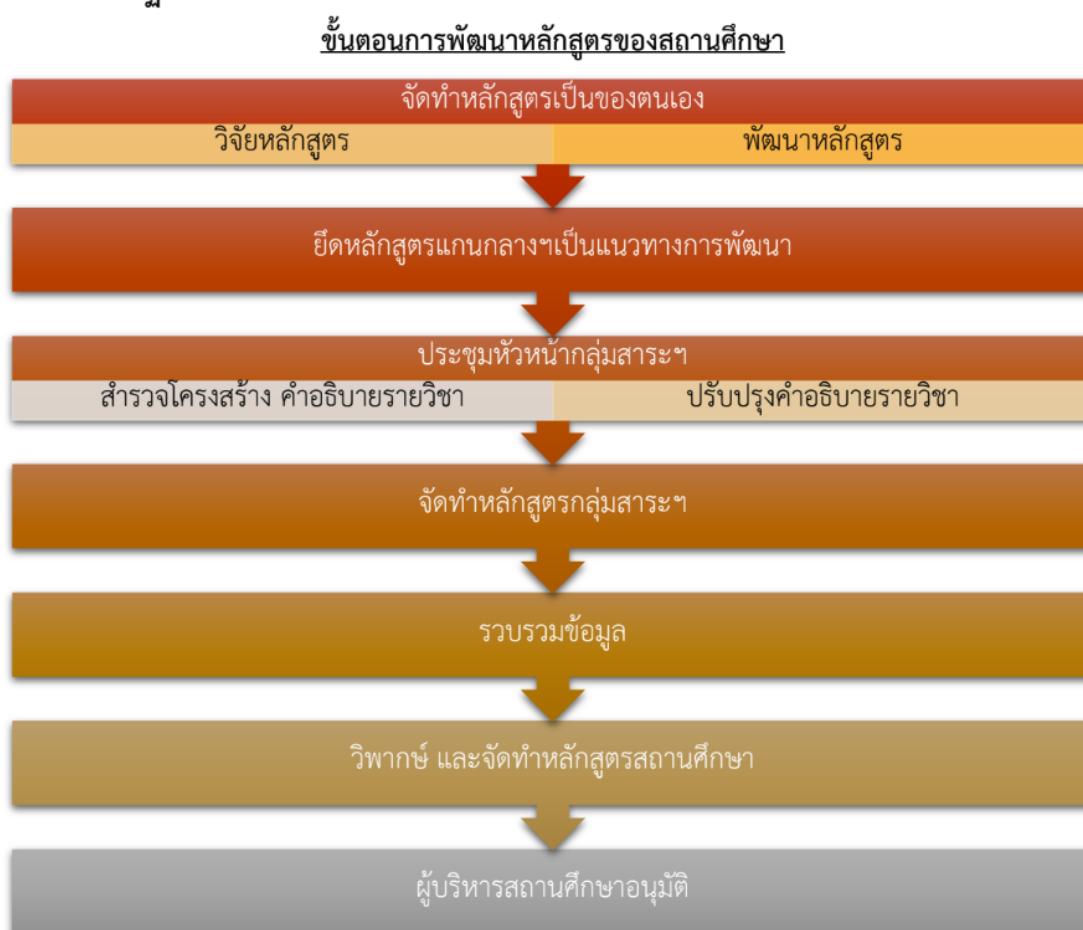 ขั้นตอนการพัฒนาหลักสูตรของสถานศึกษา
จัดทำหลักสูตรเป็นของตนเอง
วิจัยหลักสูตร พัฒนาหลักสูตร
ยึดหลักสูตรแกนกลางฯเป็นแนวทางการพัฒนา
ประชุมหัวหน้ากลุ่มสาระฯ
สำรวจโครงสร้าง คำอธิบายรายวิชา ปรับปรุงคำอธิบายรายวิชา
จัดทำหลักสูตรกลุ่มสาระฯ
รวบรวมข้อมูล
วิพากษ์ และจัดทำหลักสูตรสถานศึกษา
ผู้บริหารสถานศึกษาอนุมัติ